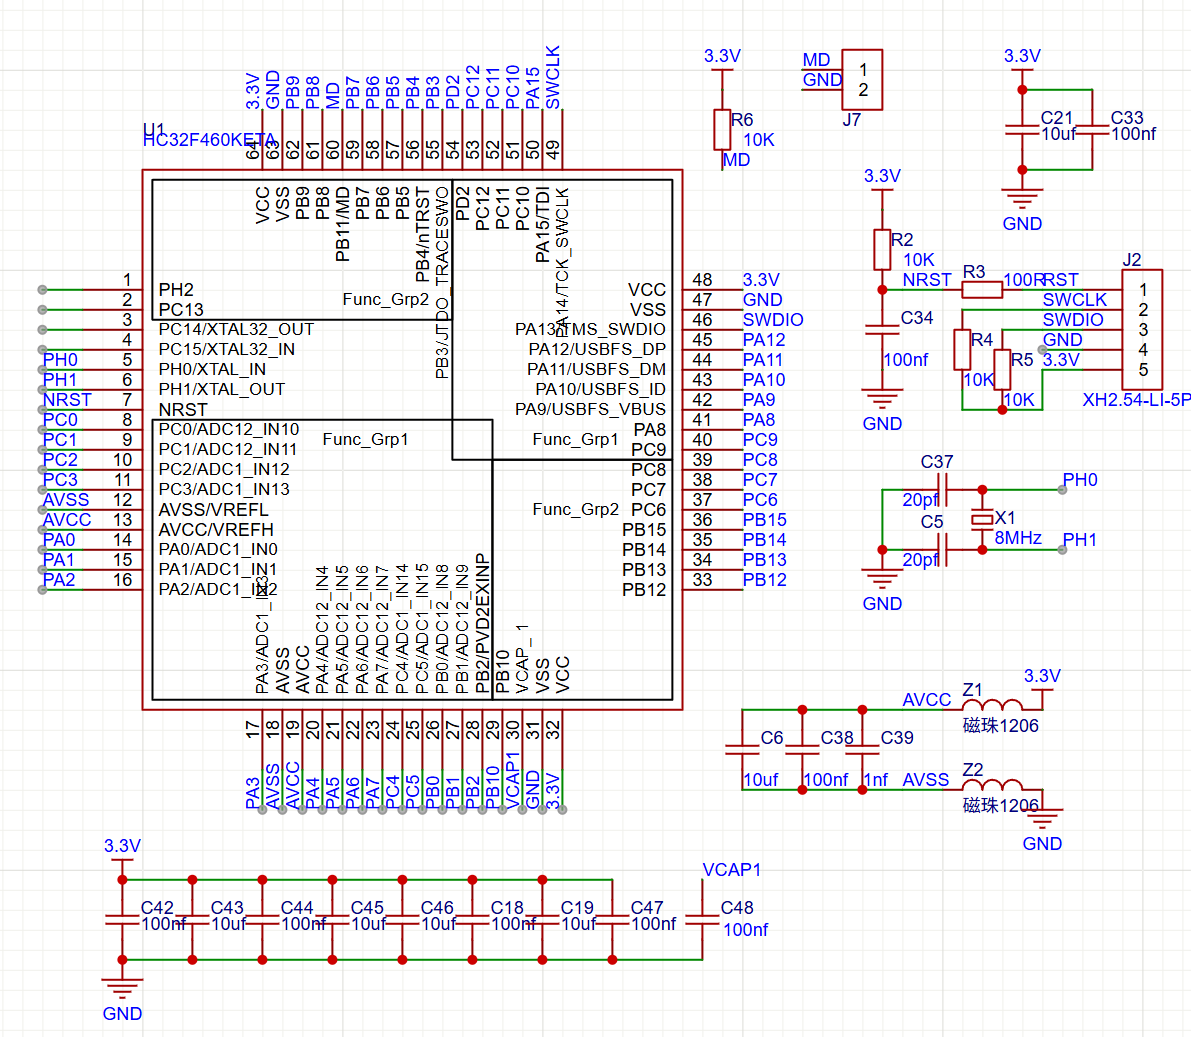 3.3V
GND
PB9
PB8
MD
PB7
PB6
PB5
PB4
PB3
PD2
PC12
PC11
PC10
PA15
SWCLK
U1
HC32F460KETA
64
63
62
61
60
59
58
57
56
55
54
53
52
51
50
49
VCC
VSS
PB9
PB8
PB11/MD
PB7
PB6
PB5
PB4/nTRST
PB3/JTDO_TRACESWO
PD2
PC12
PC11
PC10
PA15/TDI
PA14/TCK_SWCLK
Func_Grp2
1 PH2
2 PC13
3 PC14/XTAL32_OUT
4 PC15/XTAL32_IN
PH0 5 PH0/XTAL_IN
PH1 6 PH1/XTAL_OUT
NRST 7 NRST
PC0 8 PC0/ADC12_IN10
PC1 9 PC1/ADC12_IN11
PC2 10 PC2/ADC1_IN12
PC3 11 PC3/ADC1_IN13
AVSS 12 AVSS/VREFL
AVCC 13 AVCC/VREFH
PA0 14 PA0/ADC1_IN0
PA1 15 PA1/ADC1_IN1
PA2 16 PA2/ADC1_IN2
Func_Grp1
Func_Grp1
Func_Grp2
VCC 48 3.3V
VSS 47 GND
PA13/TMS_SWDIO 46 SWDIO
PA12/USBFS_DP 45 PA12
PA11/USBFS_DM 44 PA11
PA10/USBFS_ID 43 PA10
PA9/USBFS_VBUS 42 PA9
PA8 41 PA8
PC9 40 PC9
PC8 39 PC8
PC7 38 PC7
PC6 37 PC6
PB15 36 PB15
PB14 35 PB14
PB13 34 PB13
PB12 33 PB12
PA3/ADC1_IN3
AVSS
AVCC
PA4/ADC12_IN4
PA5/ADC12_IN5
PA6/ADC12_IN6
PA7/ADC12_IN7
PC4/ADC1_IN14
PC5/ADC1_IN15
PB0/ADC12_IN8
PB1/ADC12_IN9
PB2/PVD2EXINP
PB10
VCAP_1
VSS
VCC
17
18
19
20
21
22
23
24
25
26
27
28
29
30
31
32
PA3
AVSS
AVCC
PA4
PA5
PA6
PA7
PC4
PC5
PB0
PB1
PB2
PB10
VCAP1
GND
3.3V
3.3V
R6
10K
MD
MD 1
GND 2
J7
3.3V
C21
10uf
C33
100nf
GND
3.3V
R2
10K
NRST
C34
100nf
GND
R3
100R
J2
RST 1
SWCLK 2
SWDIO 3
GND 4
3.3V 5
R4
10K
R5
10K
XH2.54-LI-5P
C37
20pf
PH0
X1
8MHz
C5
20pf
PH1
GND
AVCC
Z1
磁珠1206
3.3V
C6
10uf
C38
100nf
C39
1nf
AVSS
Z2
磁珠1206
GND
3.3V
C42
100nf
C43
10uf
C44
100nf
C45
10uf
C46
10uf
C18
100nf
C19
10uf
C47
100nf
VCAP1
C48
100nf
GND